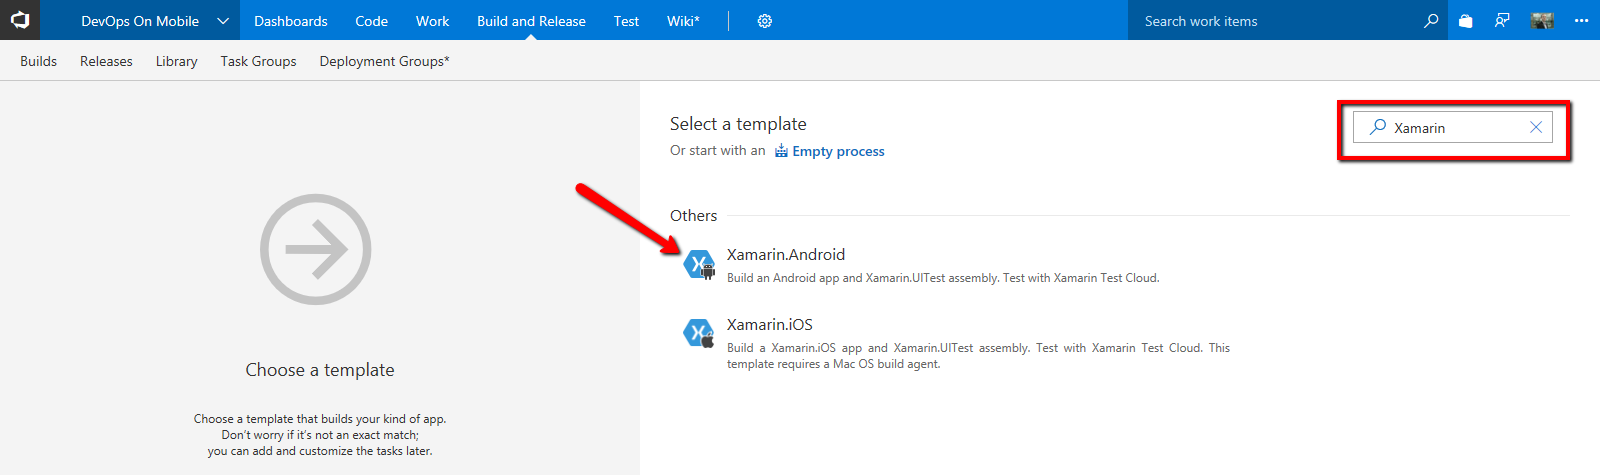 DevOps On Mobile Dashboards Code Work Build and Release Test Wiki* Search work items
Builds Releases Library Task Groups Deployment Groups*
Select a template
Xamarin
Or start with an Empty process
Others
Xamarin.Android
Build an Android app and Xamarin.UITest assembly. Test with Xamarin Test Cloud.
Xamarin.iOS
Build a Xamarin.iOS app and Xamarin.UITest assembly. Test with Xamarin Test Cloud. This
template requires a Mac OS build agent.
Choose a template
Choose a template that builds your kind of app.
Don't worry if it's not an exact match;
you can add and customize the tasks later.